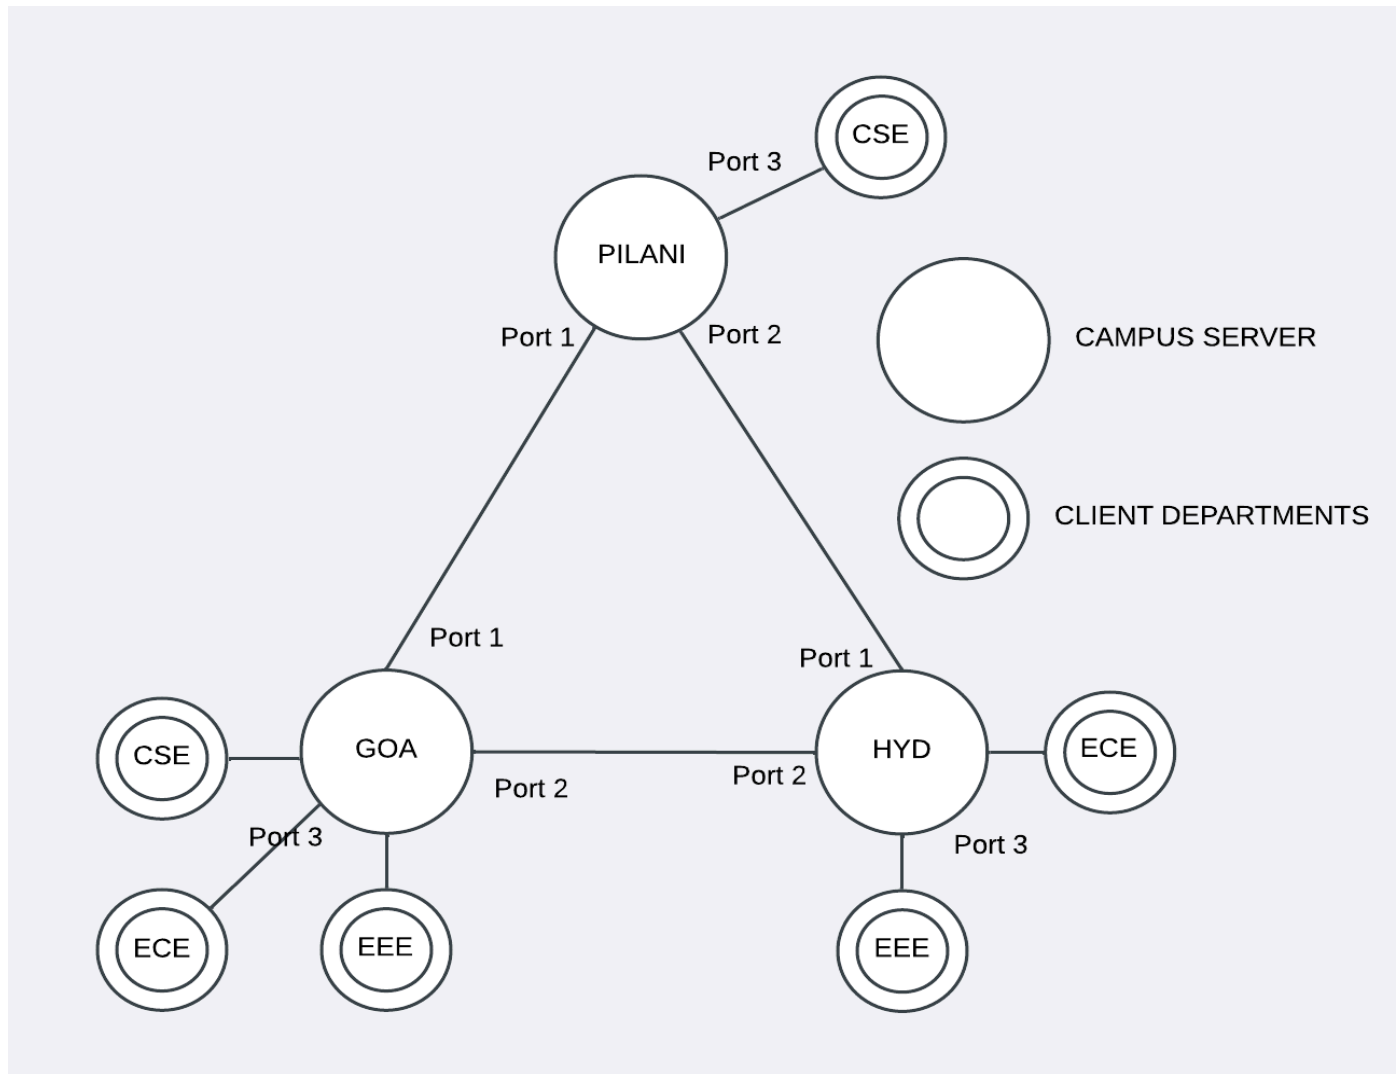 CSE
Port 3
PILANI
Port 1
Port 2
CAMPUS SERVER
CLIENT DEPARTMENTS
Port 1
Port 1
CSE
GOA
HYD
ECE
Port 2
Port 2
Port 3
Port 3
ECE
EEE
EEE